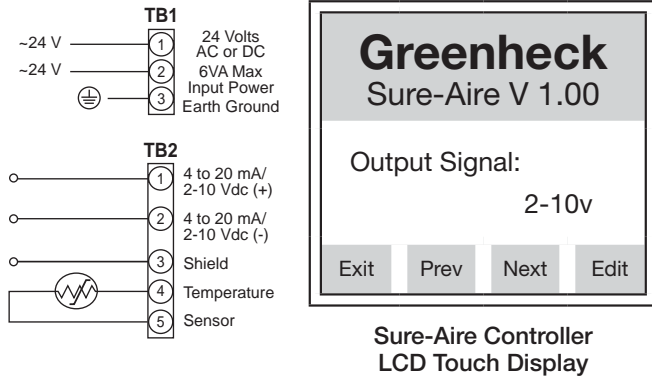 TB1
~24 V
1
24 Volts
AC or DC
~24 V
2
6VA Max
Input Power
3
Earth Ground
TB2
1
4 to 20 mA/
2-10 Vdc (+)
2
4 to 20 mA/
2-10 Vdc (-)
3
Shield
4
Temperature
5
Sensor
Greenheck
Sure-Aire V 1.00
Output Signal:
2-10v
Exit Prev Next Edit
Sure-Aire Controller
LCD Touch Display